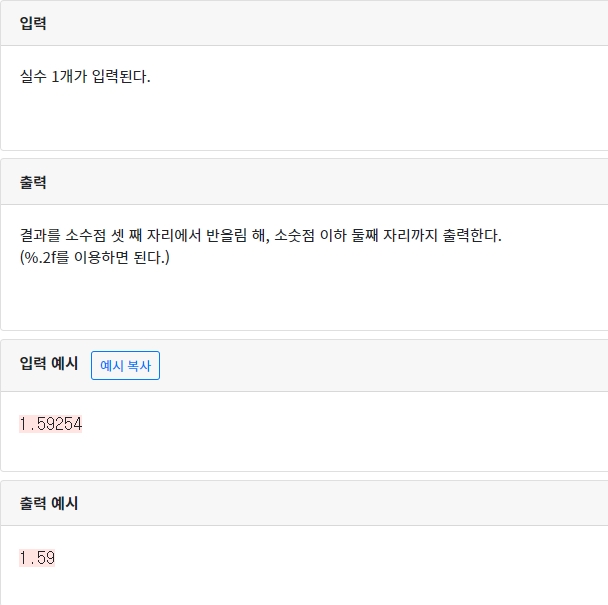 입력
실수 1개가 입력된다.
출력
결과를 소수점 셋 째 자리에서 반올림 해, 소숫점 이하 둘째 자리까지 출력한다.
(%.2f를 이용하면 된다.)
입력 예시 예시 복사
1.59254
출력 예시
1.59